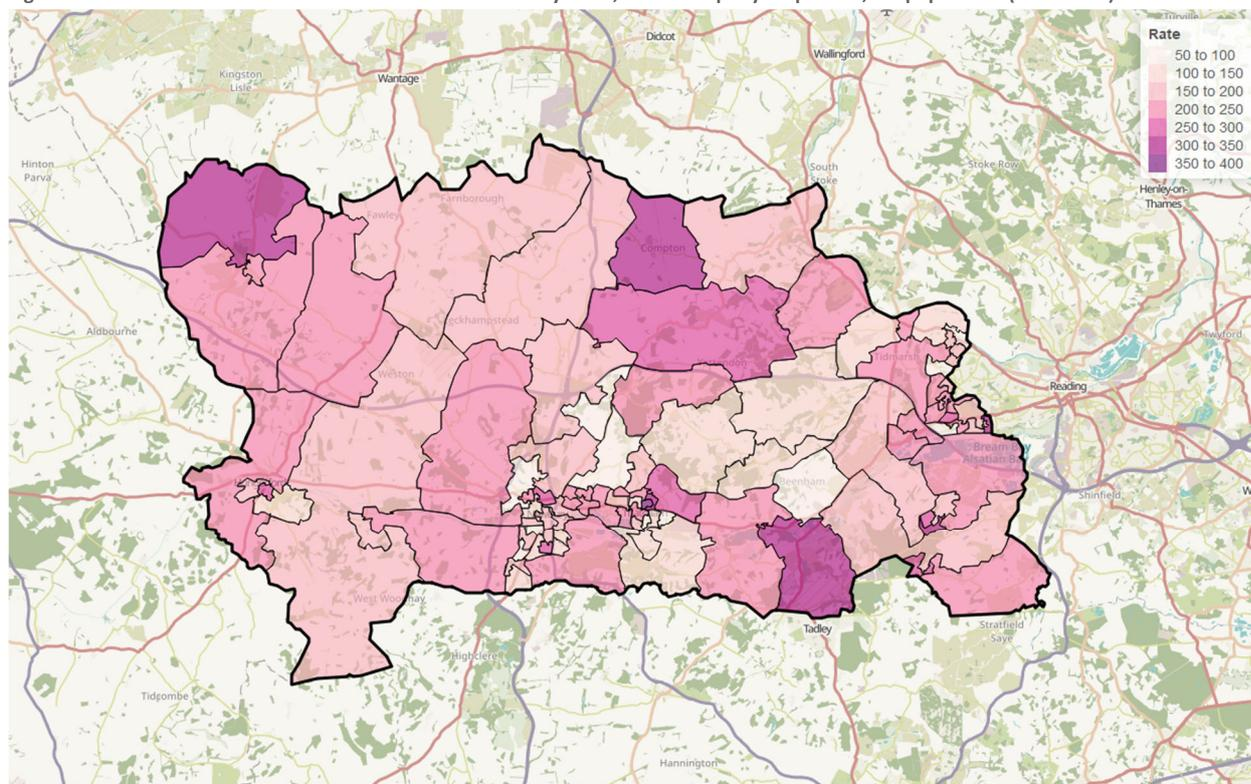 Turville
Didcot
Wallingford
Rate
50 to 100
100 to 150
150 to 200
200 to 250
250 to 300
300 to 350
350 to 400
Kingston
Lisle
Wantage
Hinton
Parva
South
Stoke
Stoke Row
Henley-on-
Thames
Farnborough
Fawley
Compton
Aldbourne
Tidmarsh
Twyford
Weston
Reading
Beenham
Shinfield
W
West Woodhay
Tadley
Stratfield
Saye
Highclere
Tidcombe
Hannington